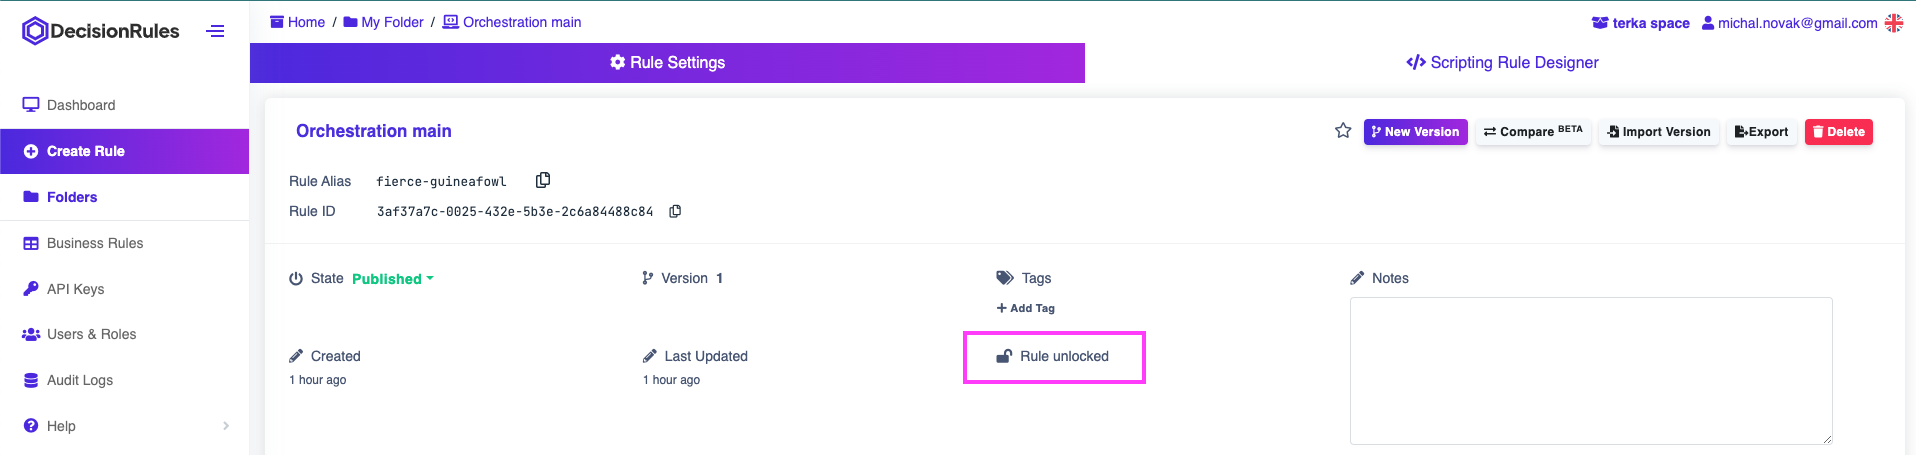 DecisionRules
Home / My Folder / Orchestration main
terka space michal.novak@gmail.com
Rule Settings
Scripting Rule Designer
Dashboard
Create Rule
Folders
Business Rules
API Keys
Users & Roles
Audit Logs
Help
Orchestration main
New Version
Compare BETA
Import Version
Export
Delete
Rule Alias fierce-guineafowl
Rule ID 3af37a7c-0025-432e-5b3e-2c6a84488c84
State Published
Version 1
Tags
+ Add Tag
Notes
Created
1 hour ago
Last Updated
1 hour ago
Rule unlocked